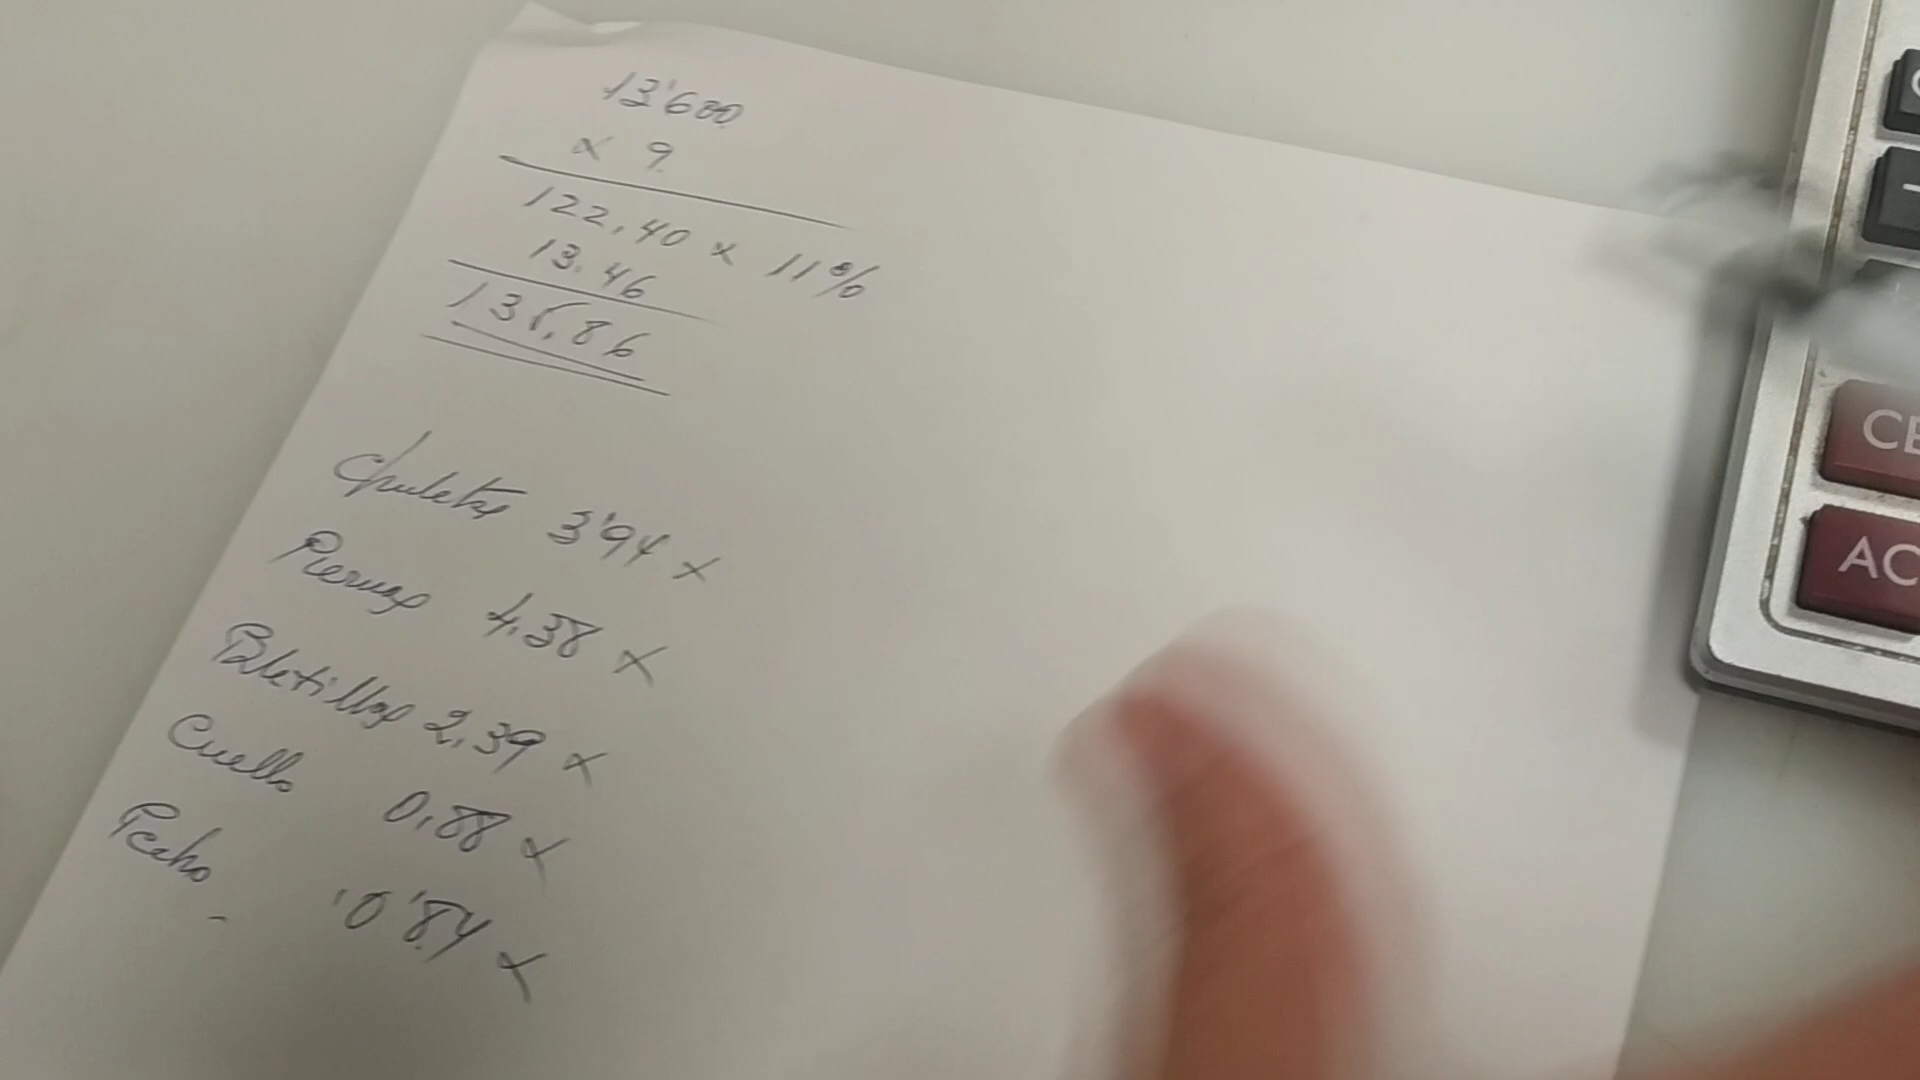 13'600
x 9
122,40 x 11%
13.46
135,86
Chuletas 3'94 x
Piernas 4,38 x
Paletillas 2,39 x
Cuello 0,88 x
Pecho 0'84 x
CE
AC